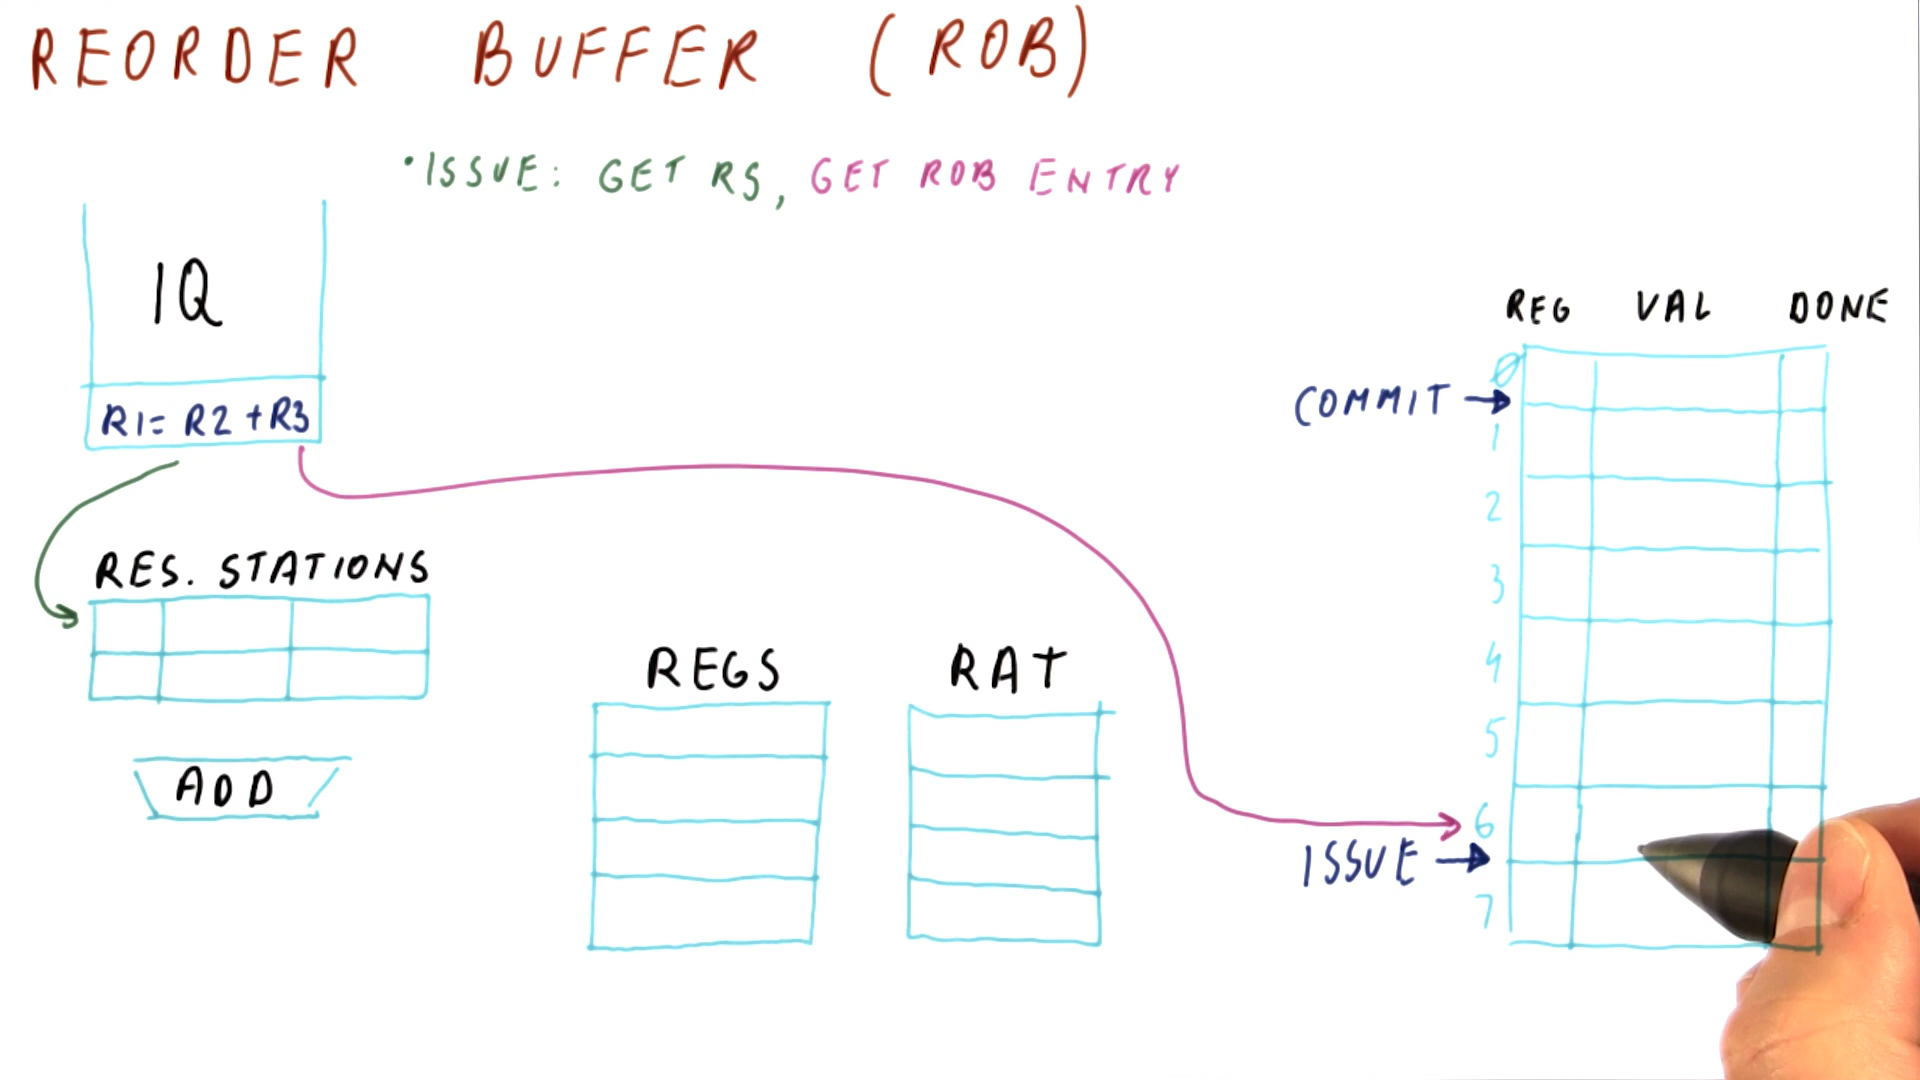 REORDER BUFFER (ROB)
• ISSUE: GET RS, GET ROB ENTRY
IQ
R1= R2 +R3
RES. STATIONS
ADD
REGS
RAT
REG VAL DONE
COMMIT →
ISSUE →
0
1
2
3
4
5
6
7